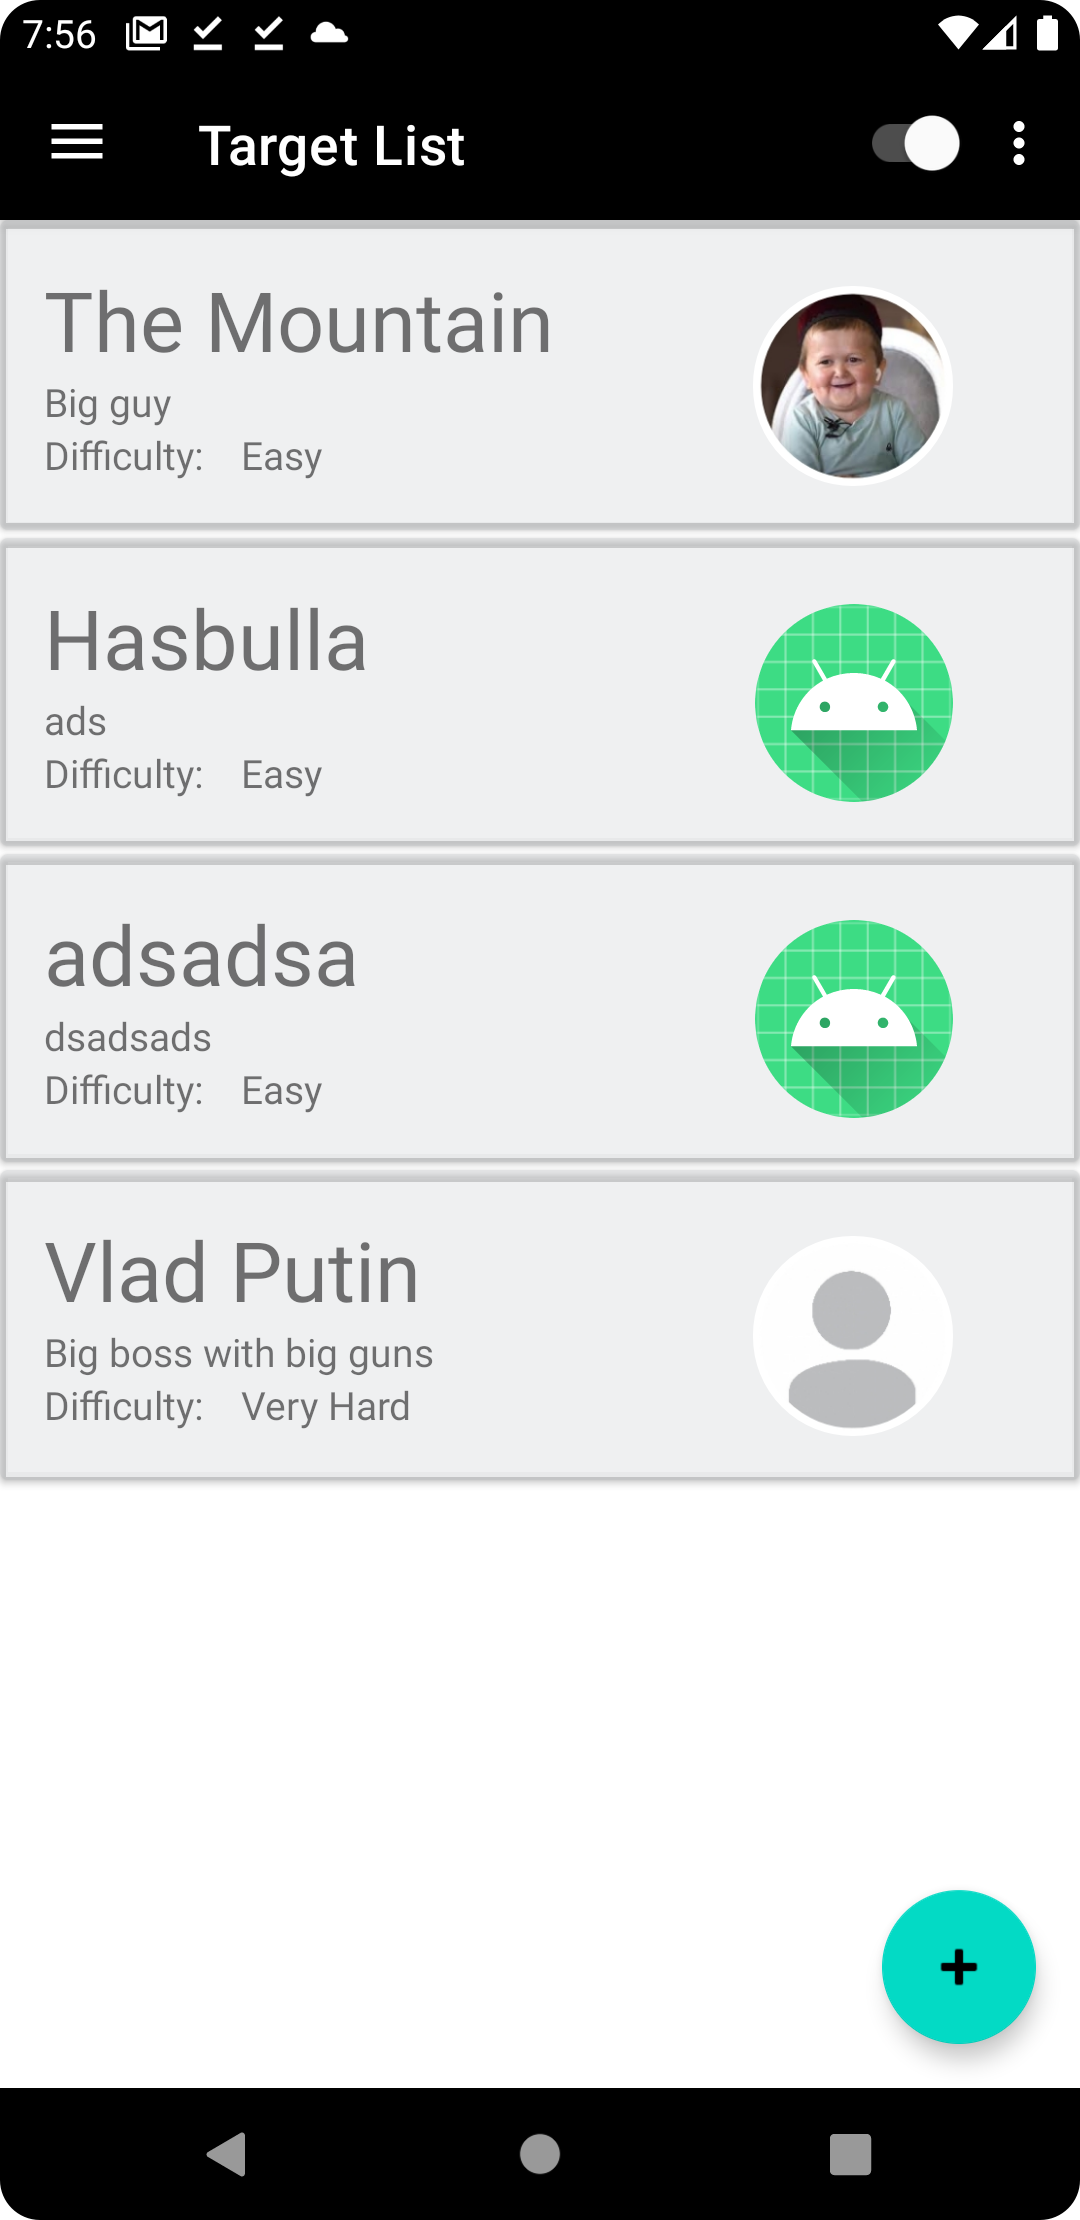 7:56
Target List
The Mountain
Big guy
Difficulty: Easy
Hasbulla
ads
Difficulty: Easy
adsadsa
dsadsads
Difficulty: Easy
Vlad Putin
Big boss with big guns
Difficulty: Very Hard